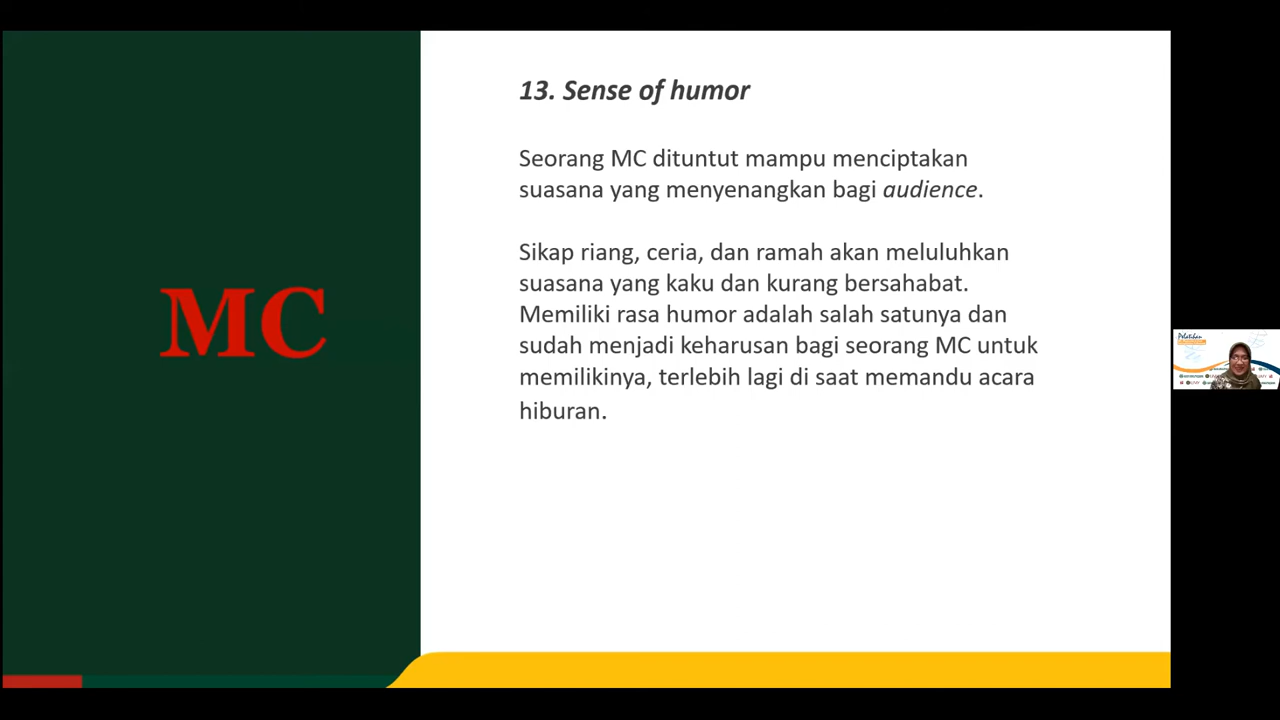 13. Sense of humor
Seorang MC dituntut mampu menciptakan
suasana yang menyenangkan bagi audience.
Sikap riang, ceria, dan ramah akan meluluhkan
suasana yang kaku dan kurang bersahabat.
Memiliki rasa humor adalah salah satunya dan
sudah menjadi keharusan bagi seorang MC untuk
memilikinya, terlebih lagi di saat memandu acara
hiburan.
MC
Pelatihan